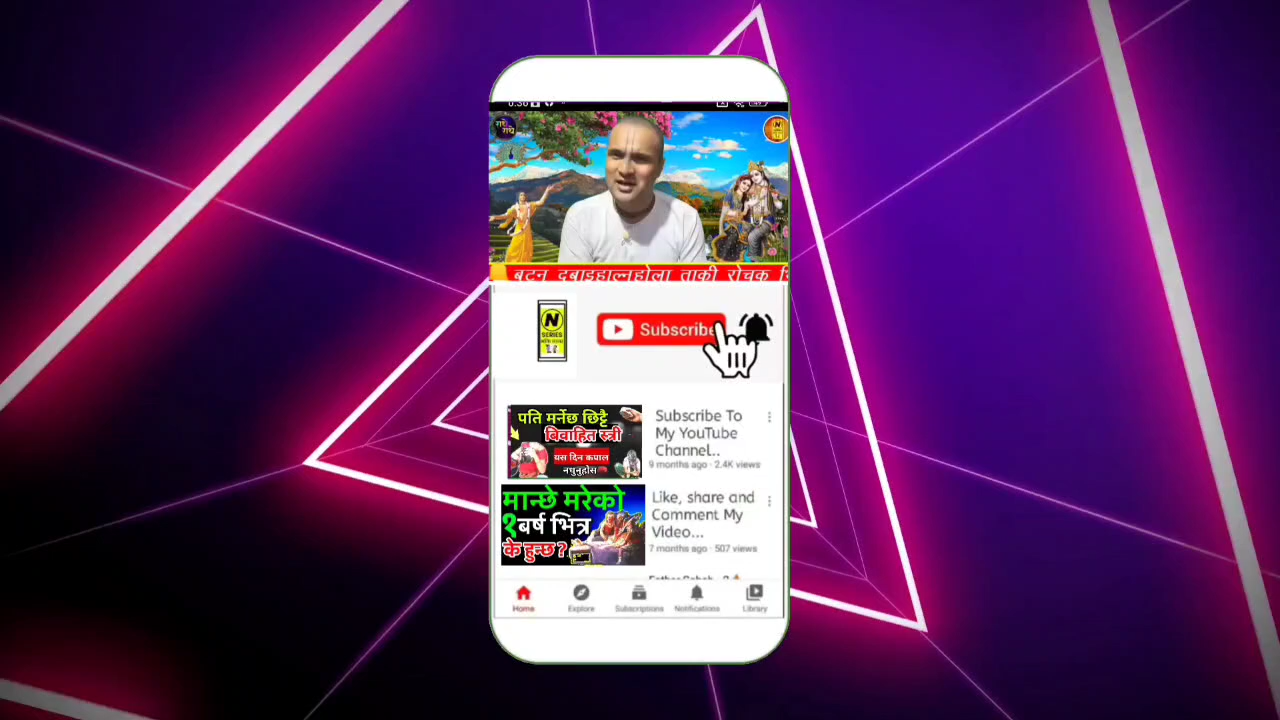 राधे
राधे
N
बटन दबाइहाल्नुहोला ताकी रोचक
N
SERIES
Subscribe
पति मर्नेछ छिट्टै
बिवाहित स्त्री
यस दिन कपाल
नधुनुहोस
Subscribe To
My YouTube
Channel..
9 months ago · 2.4K views
मान्छे मरेको
१बर्ष भित्र
के हुन्छ ?
Like, share and
Comment My
Video...
7 months ago · 507 views
Home
Explore
Subscriptions
Notifications
Library